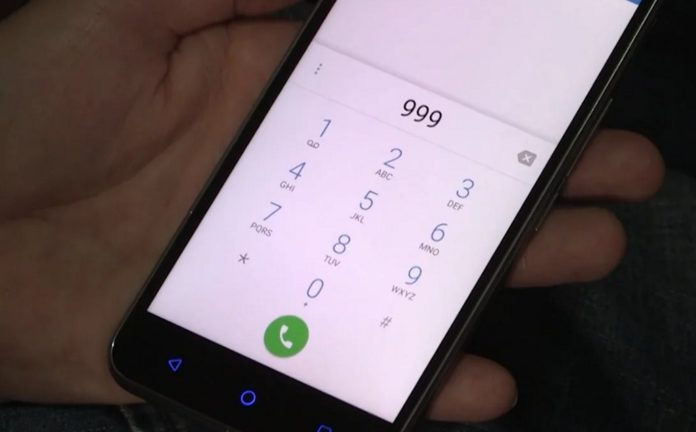 999
1 2 3
ABC DEF
4 5 6
GHI JKL MNO
7 8 9
PQRS TUV WXYZ
* 0 #
+